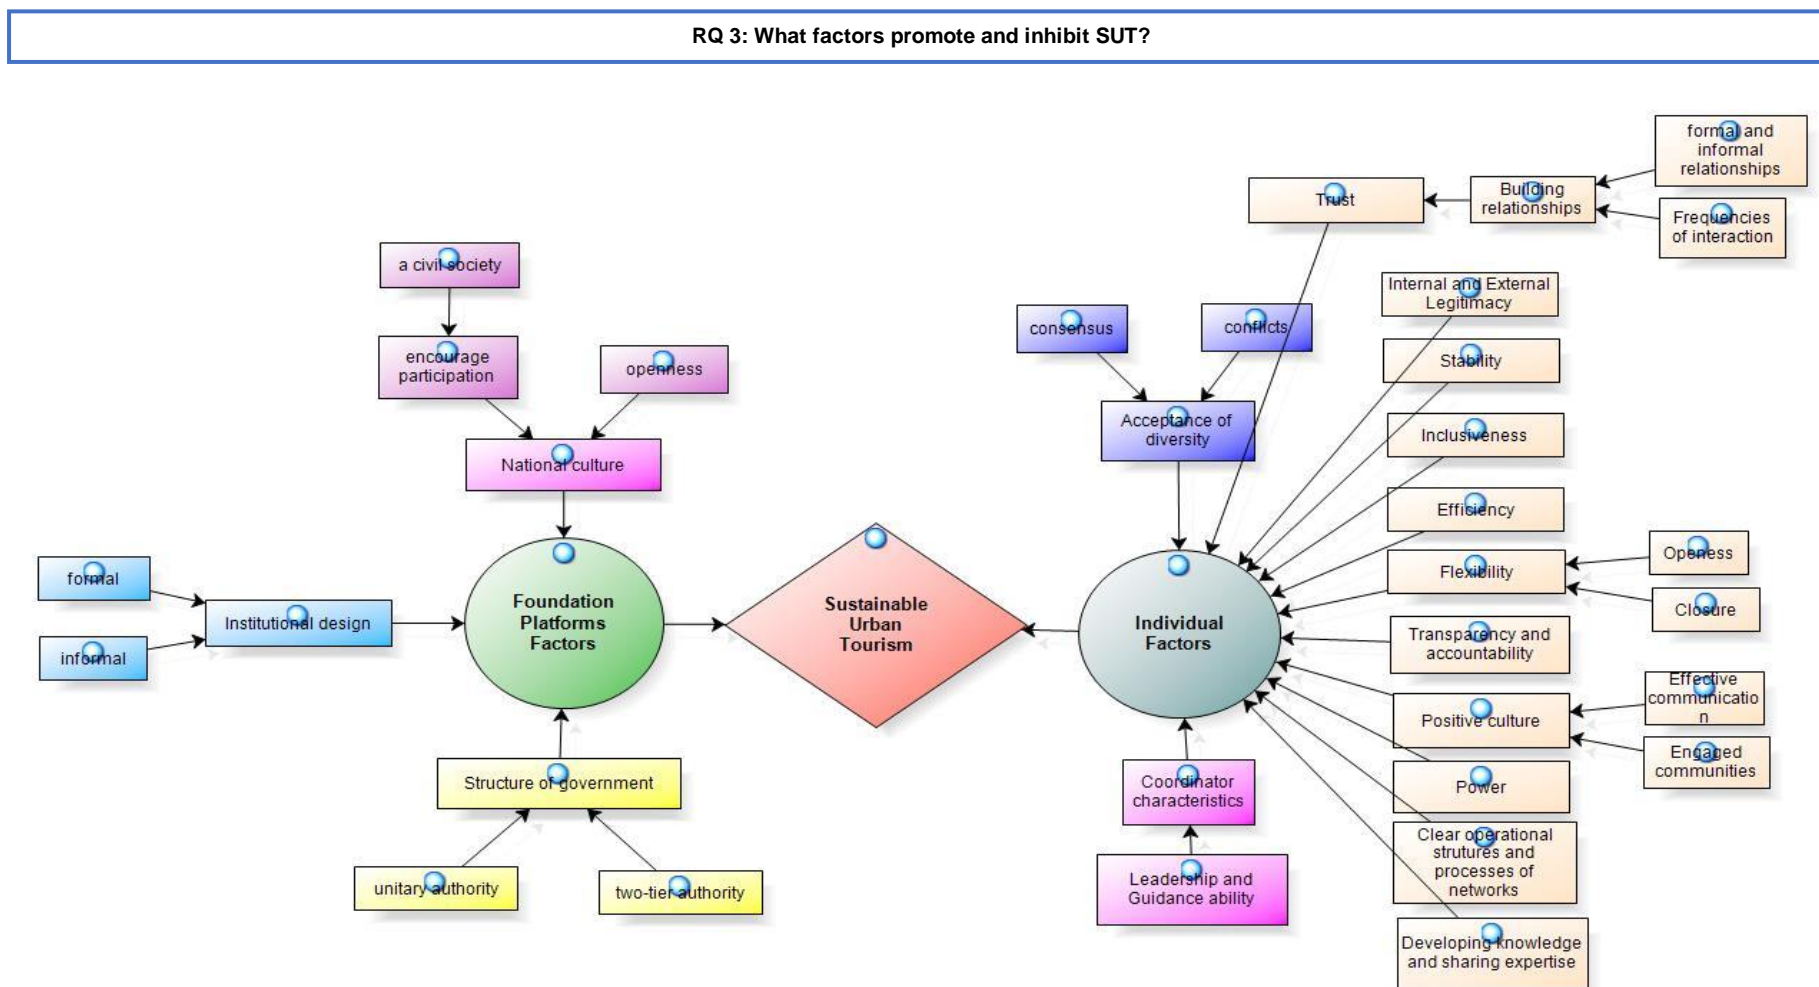 RQ 3: What factors promote and inhibit SUT?
formal and
informal
relationships
Trust
Building
relationships
Frequencies
of interaction
a civil society
Internal and External
Legitimacy
consensus
conflicts
encourage
participation
openness
Stability
Acceptance of
diversity
Inclusiveness
National culture
Efficiency
Openess
formal
Flexibility
Closure
Institutional design
Foundation
Platforms
Factors
Sustainable
Urban
Tourism
Individual
Factors
Transparency and
accountability
informal
Effective
communicatio
n
Positive culture
Engaged
communities
Structure of government
Coordinator
characteristics
Power
Clear operational
strutures and
processes of
networks
unitary authority
two-tier authority
Leadership and
Guidance ability
Developing knowledge
and sharing expertise